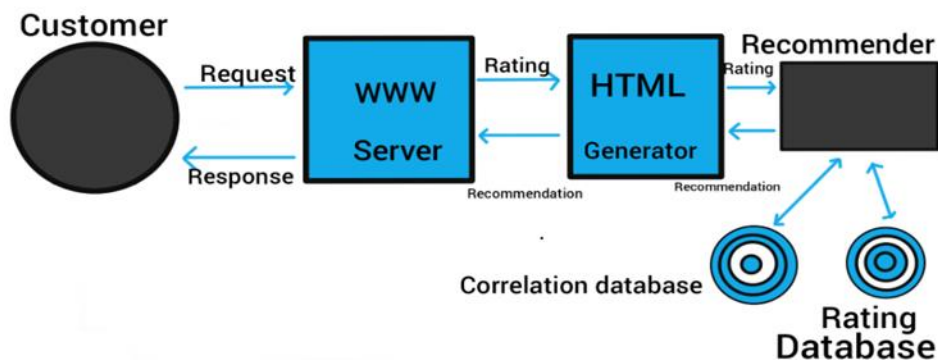 Customer
Request
Response
WWW
Server
Rating
Recommendation
HTML
Generator
Recommender
Rating
Recommendation
Correlation database
Rating
Database